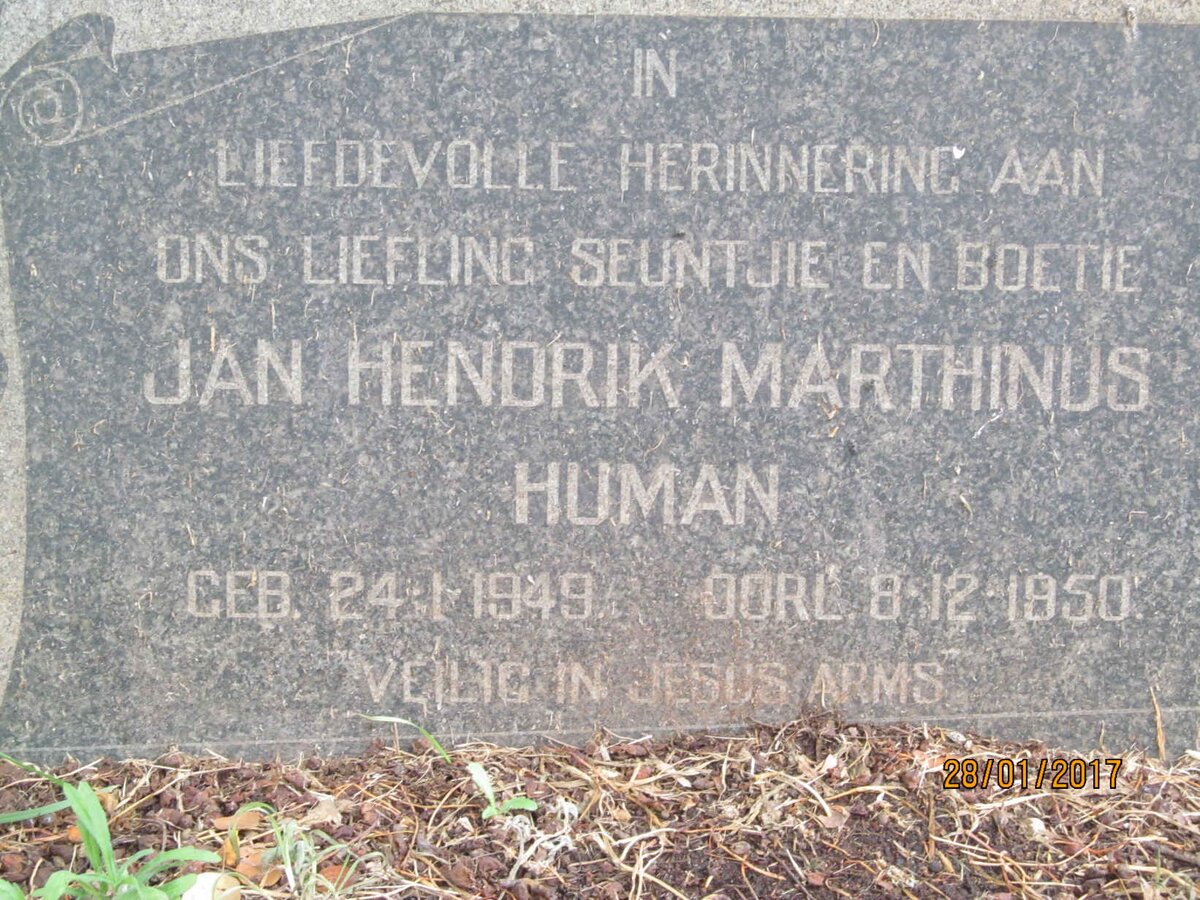 IN
LIEFDEVOLLE HERINNERING AAN
ONS LIEFLING SEUNTJIE EN BOETIE
JAN HENDRIK MARTHINUS
HUMAN
GEB. 24·1·1949 OORL. 8·12·1950.
VEILIG IN JESUS ARMS
28/01/2017